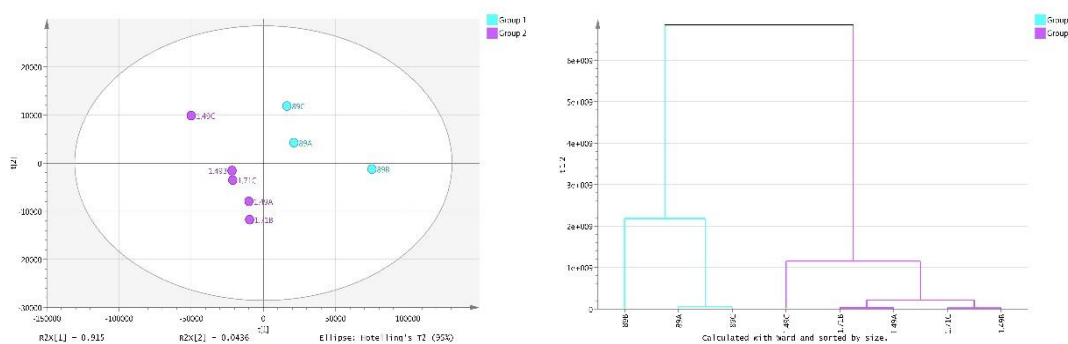 Group 1
Group 2
20000
10000
0
-10000
-20000
-30000
t[2]
1.49C
89C
89A
89B
1.49B
1.71C
1.49A
1.71B
-150000
-100000
-50000
0
50000
100000
t[1]
R2X[1] - 0.915
R2X[2] - 0.0436
Ellipse: Hotelling's T2 (95%)
Group
Group
6e+009
5e+009
4e+009
3e+009
2e+009
1e+009
0
89B
89A
89C
1.49C
1.71B
1.49A
1.71C
1.49B
Calculated with Ward and sorted by size.